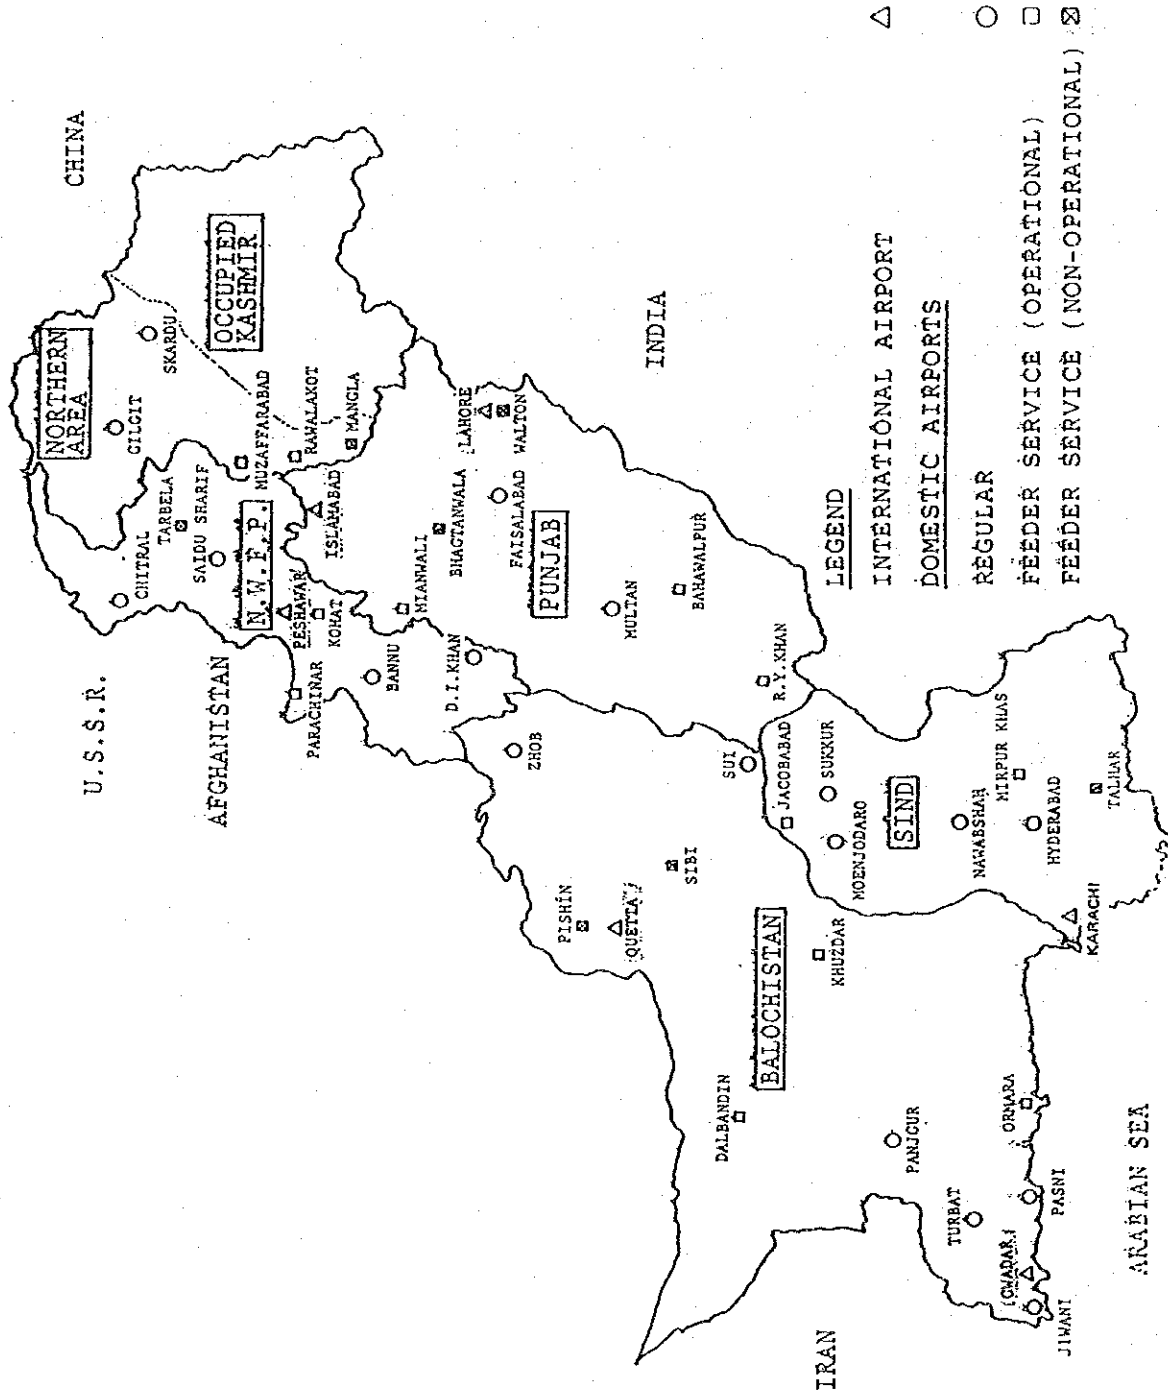 U.S.S.R.
CHINA
AFGHANISTAN
NORTHERN
AREA
GILGIT
SKARDU
OCCUPIED
KASHMIR
CHITRAL
TARBELA
SAIDU SHARIF
N.W.F.P.
MUZAFFARABAD
RAWALAKOT
MANGLA
PESHAWAR
KOHAT
ISLAMABAD
PARACHINAR
BANNU
MIANWALI
D.I.KHAN
BHAGTANWALA
LAHORE
WALTON
FAISALABAD
PUNJAB
ZHOB
MULTAN
BAHAWALPUR
INDIA
PISHIN
QUETTA
SIBI
SUI
R.Y.KHAN
JACOBABAD
SUKKUR
MOENJODARO
SIND
DALBANDIN
BALOCHISTAN
KHUZDAR
NAWABSHAH
MIRPUR KHAS
HYDERABAD
TALHAR
KARACHI
IRAN
PANJGUR
TURBAT
GWADAR
JIWANI
PASNI
ORMARA
ARABIAN SEA
LEGEND
INTERNATIONAL AIRPORT
DOMESTIC AIRPORTS
REGULAR
FEEDER SERVICE (OPERATIONAL)
FEEDER SERVICE (NON-OPERATIONAL)